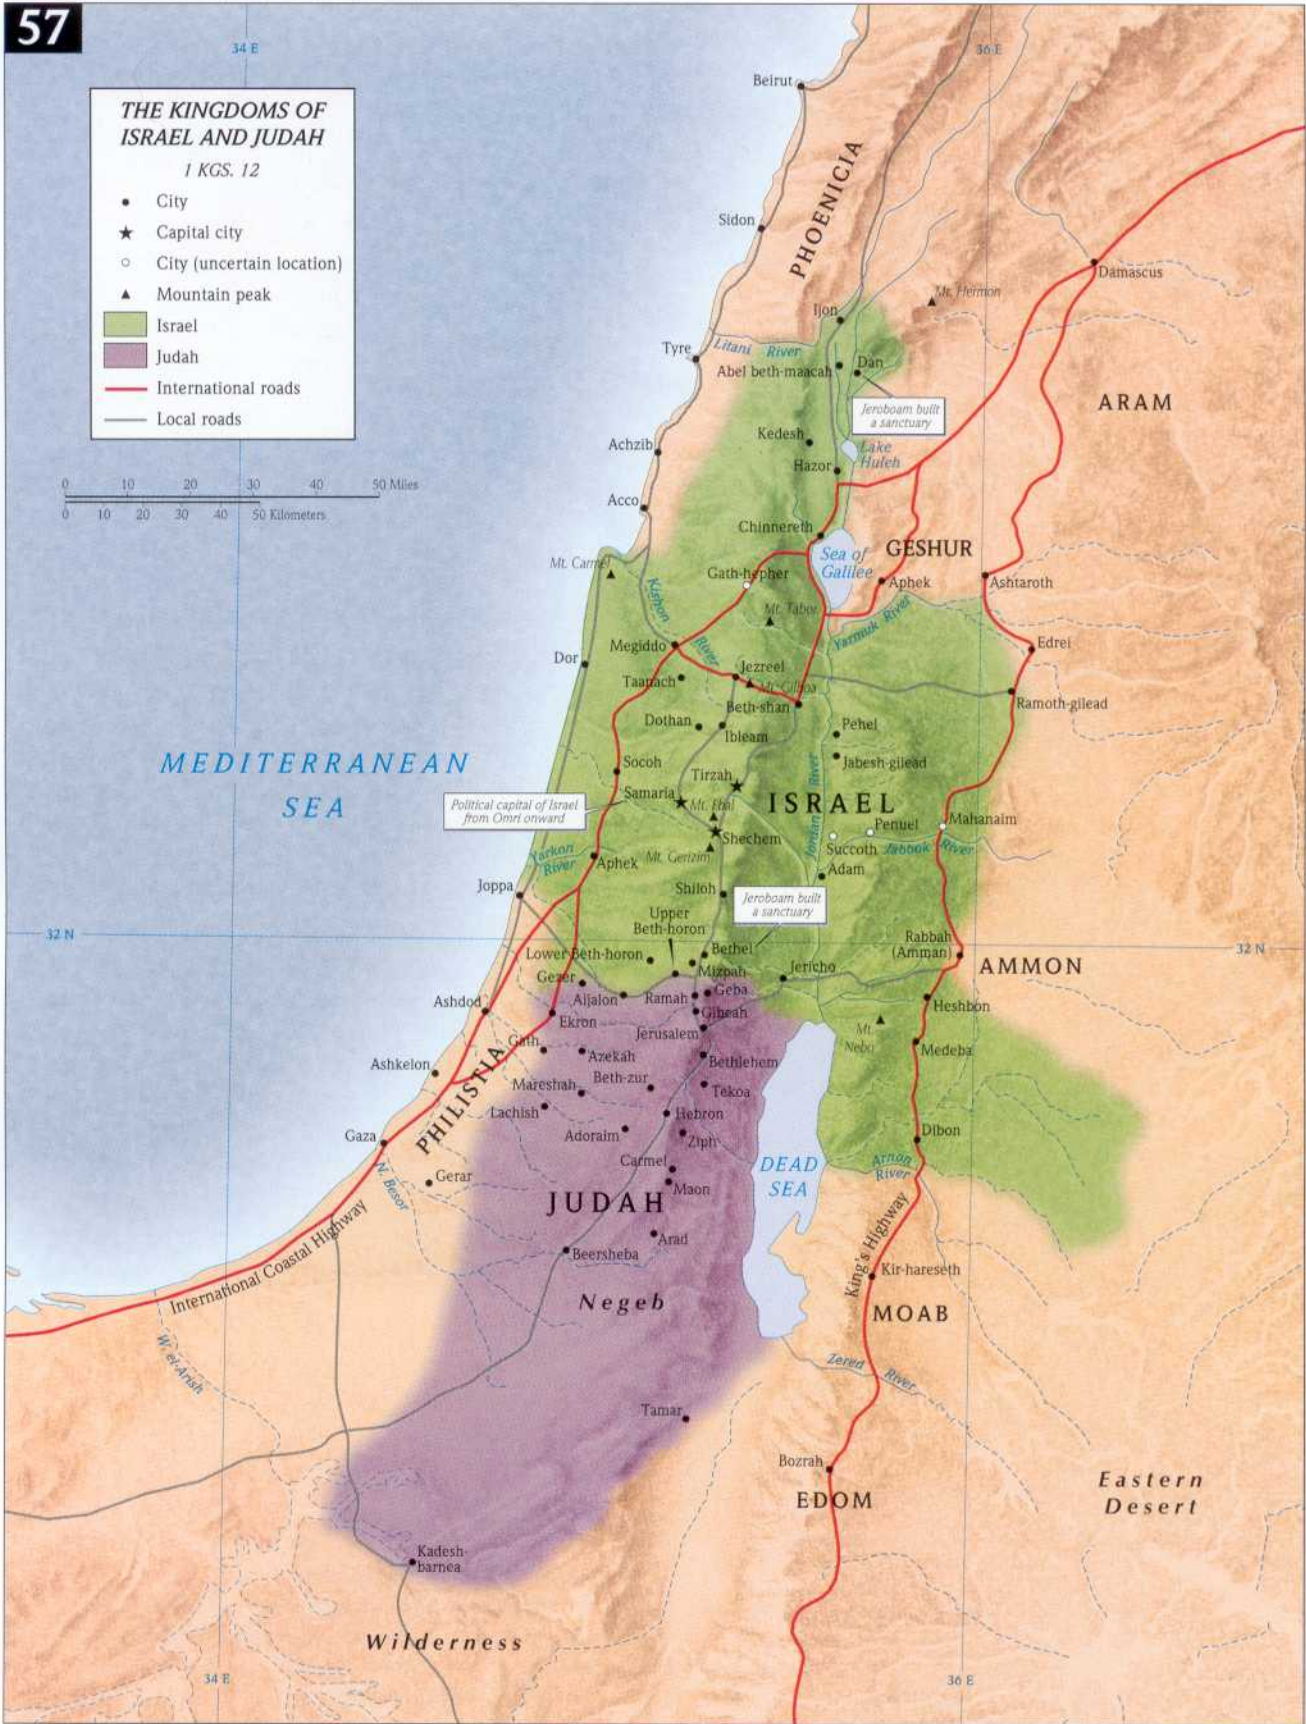 57
34 E
36 E
THE KINGDOMS OF
ISRAEL AND JUDAH
1 KGS. 12
City
Capital city
City (uncertain location)
Mountain peak
Israel
Judah
International roads
Local roads
0 10 20 30 40 50 Miles
0 10 20 30 40 50 Kilometers
Beirut
PHOENICIA
Sidon
Damascus
Mt. Hermon
Ijon
Tyre
Litani River
Abel beth-maacah
Dan
ARAM
Jeroboam built
a sanctuary
Kedesh
Achzib
Lake
Huleh
Hazor
Acco
Chinnereth
Sea of
Galilee
GESHUR
Mt. Carmel
Gath-hepher
Aphek
Ashtaroth
Kishon
River
Mt. Tabor
Yarmuk River
Megiddo
Edrei
Dor
Jezreel
Taanach
Mt. Gilboa
Beth-shan
Ramoth-gilead
Dothan
Ibleam
Pehel
MEDITERRANEAN
SEA
Socoh
Jabesh-gilead
Tirzah
Samaria
ISRAEL
Political capital of Israel
from Omri onward
Mt. Ebal
Jordan River
Penuel
Mahanaim
Shechem
Succoth
Jabbok River
Yarkon
River
Aphek
Mt. Gerizim
Adam
Joppa
Shiloh
Jeroboam built
a sanctuary
Upper
Beth-horon
32 N
32 N
Rabbah
(Amman)
AMMON
Lower Beth-horon
Bethel
Mizpah
Jericho
Gezer
Geba
Ashdod
Aijalon
Ramah
Heshbon
Gibeah
Ekron
Jerusalem
Mt.
Nebo
Gath
Medeba
Azekah
Bethlehem
Ashkelon
PHILISTIA
Mareshah
Beth-zur
Tekoa
Lachish
Hebron
Gaza
Adoraim
Ziph
Dibon
Carmel
DEAD
SEA
Arnon
River
N. Besor
Gerar
Maon
JUDAH
King's Highway
Arad
Beersheba
International Coastal Highway
Kir-hareseth
Negeb
MOAB
W. el-Arish
Zered River
Tamar
Bozrah
EDOM
Eastern
Desert
Kadesh-
barnea
Wilderness
34 E
36 E